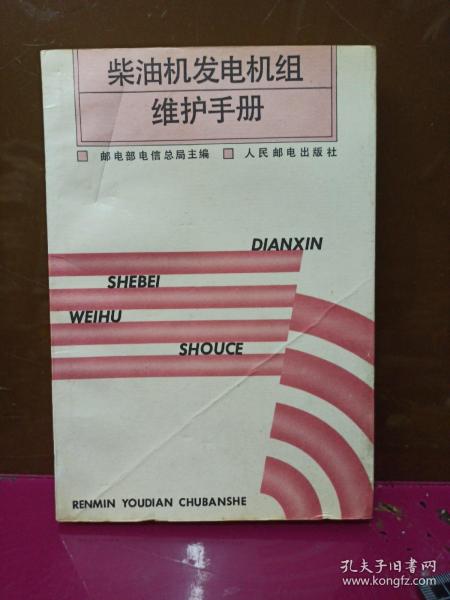 柴油机发电机组
维护手册
邮电部电信总局主编 人民邮电出版社
DIANXIN
SHEBEI
WEIHU
SHOUCE
RENMIN YOUDIAN CHUBANSHE
孔夫子旧书网
www.kongfz.com